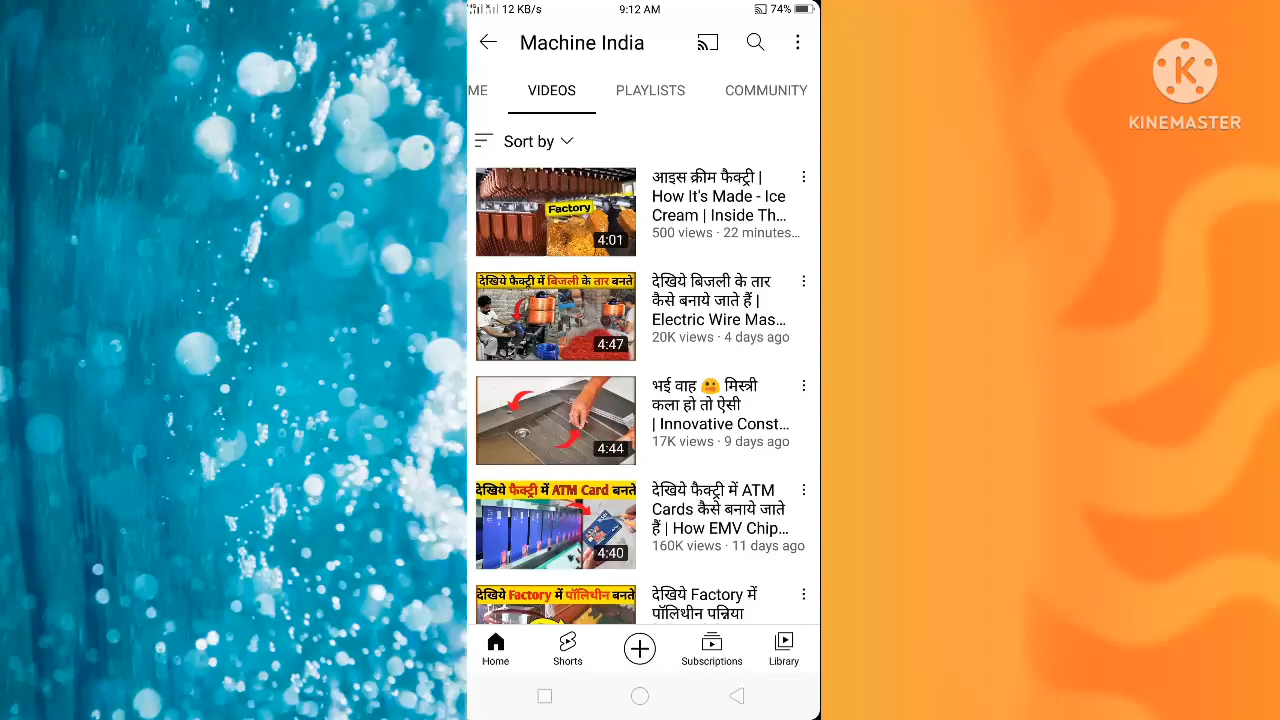 12 KB/s 9:12 AM 74%
Machine India
ME VIDEOS PLAYLISTS COMMUNITY
Sort by
Factory
4:01
आइस क्रीम फैक्ट्री |
How It's Made - Ice
Cream | Inside Th...
500 views · 22 minutes...
देखिये फैक्ट्री में बिजली के तार बनते
4:47
देखिये बिजली के तार
कैसे बनाये जाते हैं |
Electric Wire Mas...
20K views · 4 days ago
4:44
भई वाह 😲 मिस्त्री
कला हो तो ऐसी
| Innovative Const...
17K views · 9 days ago
देखिये फैक्ट्री में ATM Card बनते
4:40
देखिये फैक्ट्री में ATM
Cards कैसे बनाये जाते
हैं | How EMV Chip...
160K views · 11 days ago
देखिये Factory में पॉलिथीन बनते
देखिये Factory में
पॉलिथीन पन्निया
Home Shorts Subscriptions Library
K
KINEMASTER